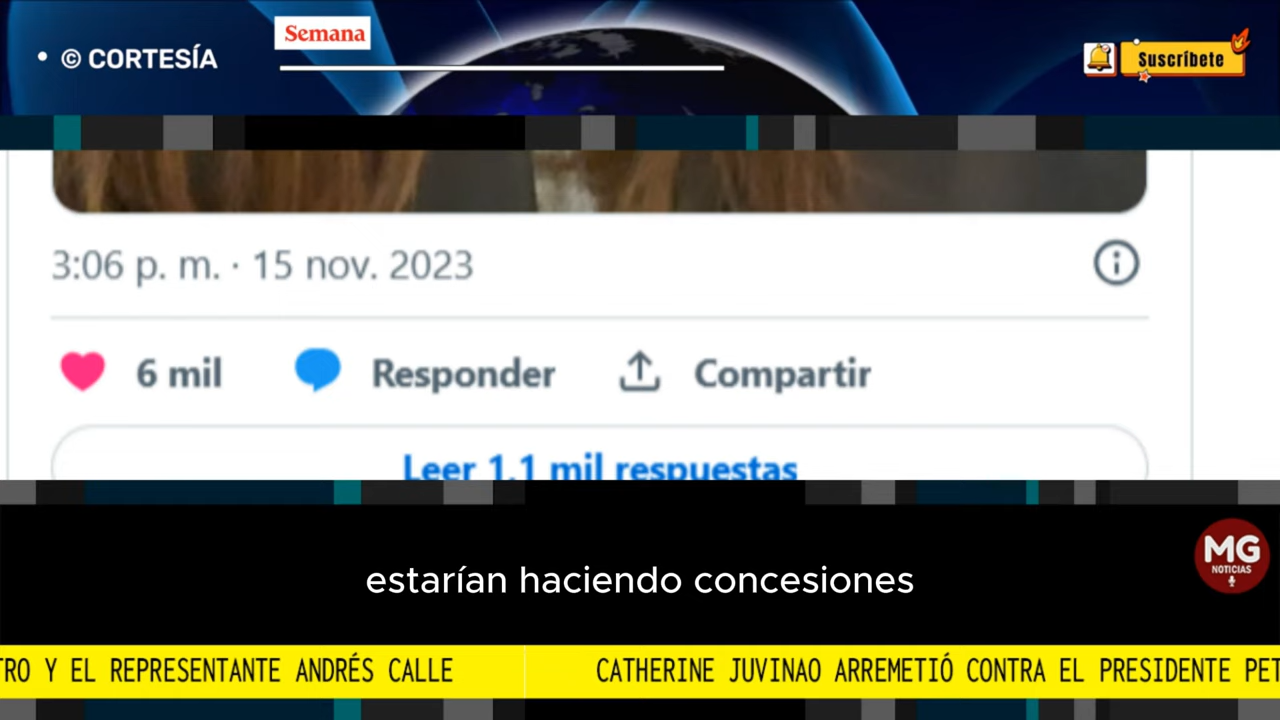 © CORTESÍA
Semana
Suscríbete
3:06 p. m. · 15 nov. 2023
6 mil
Responder
Compartir
Leer 1,1 mil respuestas
MG
NOTICIAS
estarían haciendo concesiones
TRO Y EL REPRESENTANTE ANDRÉS CALLE
CATHERINE JUVINAO ARREMETIÓ CONTRA EL PRESIDENTE PET